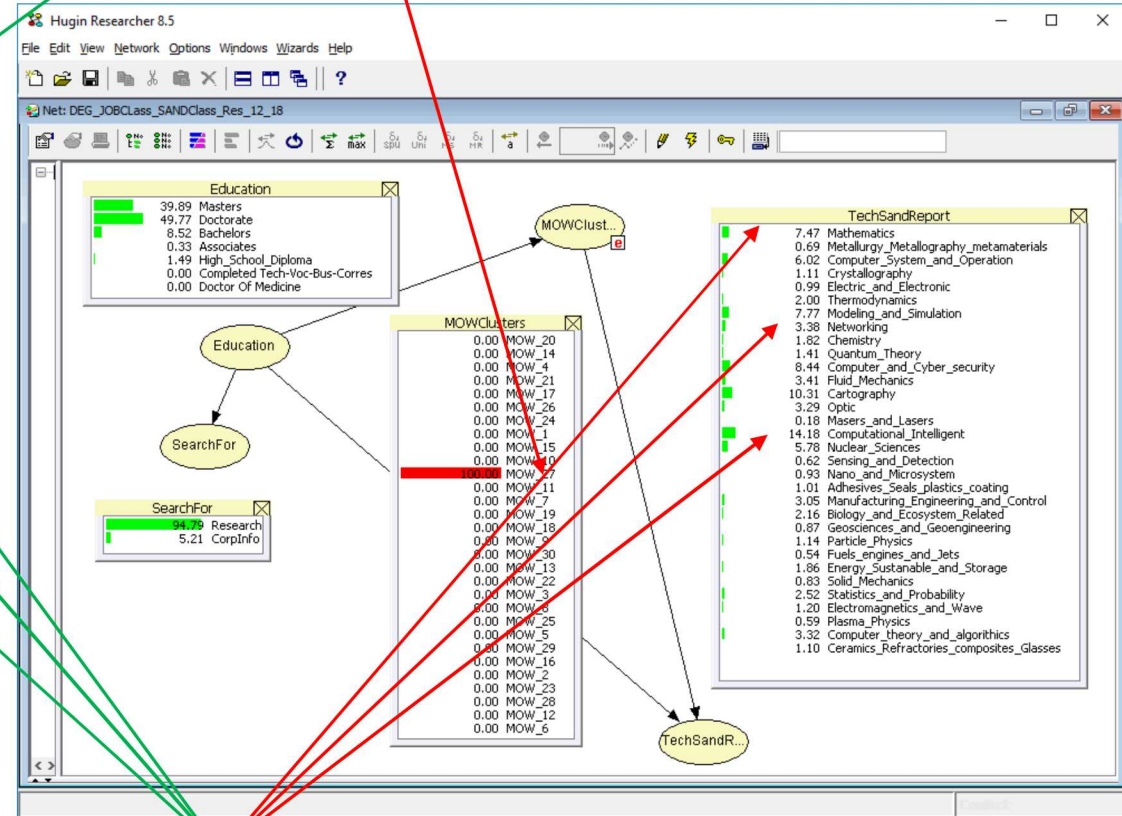 Hugin Researcher 8.5
File Edit View Network Options Windows Wizards Help
Net: DEG_JOBCLass_SANDClass_Res_12_18
Education
39.89 Masters
49.77 Doctorate
8.52 Bachelors
0.33 Associates
1.49 High_School_Diploma
0.00 Completed Tech-Voc-Bus-Corres
0.00 Doctor Of Medicine
MOWClust...
e
Education
SearchFor
SearchFor
94.79 Research
5.21 CorpInfo
MOWClusters
0.00 MOW_20
0.00 MOW_14
0.00 MOW_4
0.00 MOW_21
0.00 MOW_17
0.00 MOW_26
0.00 MOW_24
0.00 MOW_1
0.00 MOW_15
0.00 MOW_10
100.00 MOW_27
0.00 MOW_11
0.00 MOW_7
0.00 MOW_19
0.00 MOW_18
0.00 MOW_9
0.00 MOW_30
0.00 MOW_13
0.00 MOW_22
0.00 MOW_3
0.00 MOW_8
0.00 MOW_25
0.00 MOW_5
0.00 MOW_29
0.00 MOW_16
0.00 MOW_2
0.00 MOW_23
0.00 MOW_28
0.00 MOW_12
0.00 MOW_6
TechSandReport
7.47 Mathematics
0.69 Metallurgy_Metallography_metamaterials
6.02 Computer_System_and_Operation
1.11 Crystallography
0.99 Electric_and_Electronic
2.00 Thermodynamics
7.77 Modeling_and_Simulation
3.38 Networking
1.82 Chemistry
1.41 Quantum_Theory
8.44 Computer_and_Cyber_security
3.41 Fluid_Mechanics
10.31 Cartography
3.29 Optic
0.18 Masers_and_Lasers
14.18 Computational_Intelligent
5.78 Nuclear_Sciences
0.62 Sensing_and_Detection
0.93 Nano_and_Microsystem
1.01 Adhesives_Seals_plastics_coating
3.05 Manufacturing_Engineering_and_Control
2.16 Biology_and_Ecosystem_Related
0.87 Geosciences_and_Geoengineering
1.14 Particle_Physics
0.54 Fuels_engines_and_Jets
1.86 Energy_Sustanable_and_Storage
0.83 Solid_Mechanics
2.52 Statistics_and_Probability
1.20 Electromagnetics_and_Wave
0.59 Plasma_Physics
3.32 Computer_theory_and_algorithics
1.10 Ceramics_Refractories_composites_Glasses
TechSandR...